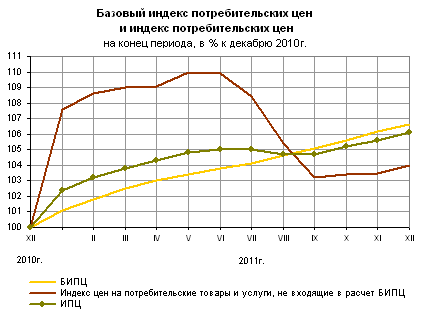 Базовый индекс потребительских цен
и индекс потребительских цен
на конец периода, в % к декабрю 2010г.
110
109
108
107
106
105
104
103
102
101
100
XII II III IV V VI VII VIII IX X XI XII
2010г. 2011г.
БИПЦ
Индекс цен на потребительские товары и услуги, не входящие в расчет БИПЦ
ИПЦ